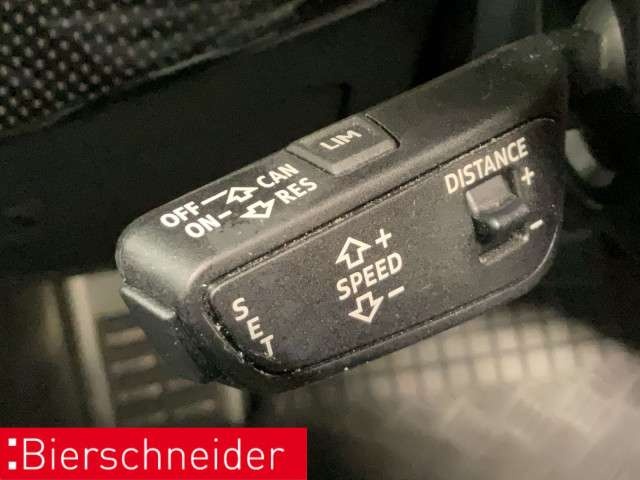 LIM
OFF CAN
ON RES
DISTANCE
+
-
+
SPEED
-
SET
Bierschneider